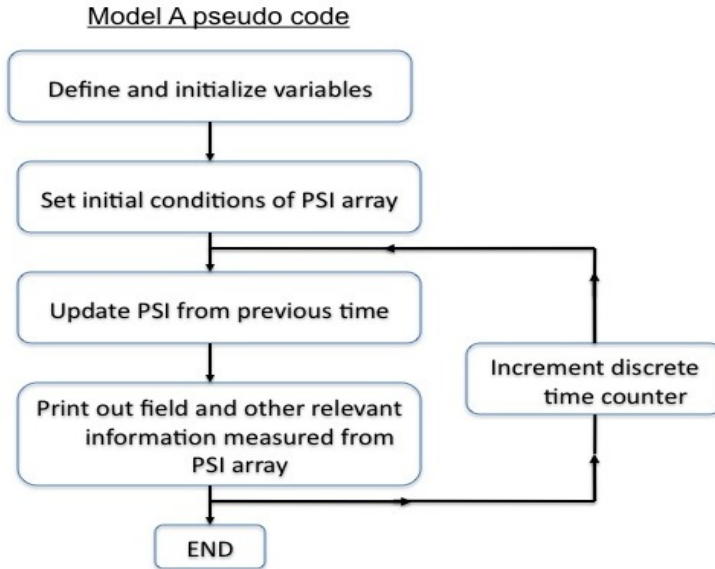 Model A pseudo code
Define and initialize variables
Set initial conditions of PSI array
Update PSI from previous time
Increment discrete
time counter
Print out field and other relevant
information measured from
PSI array
END